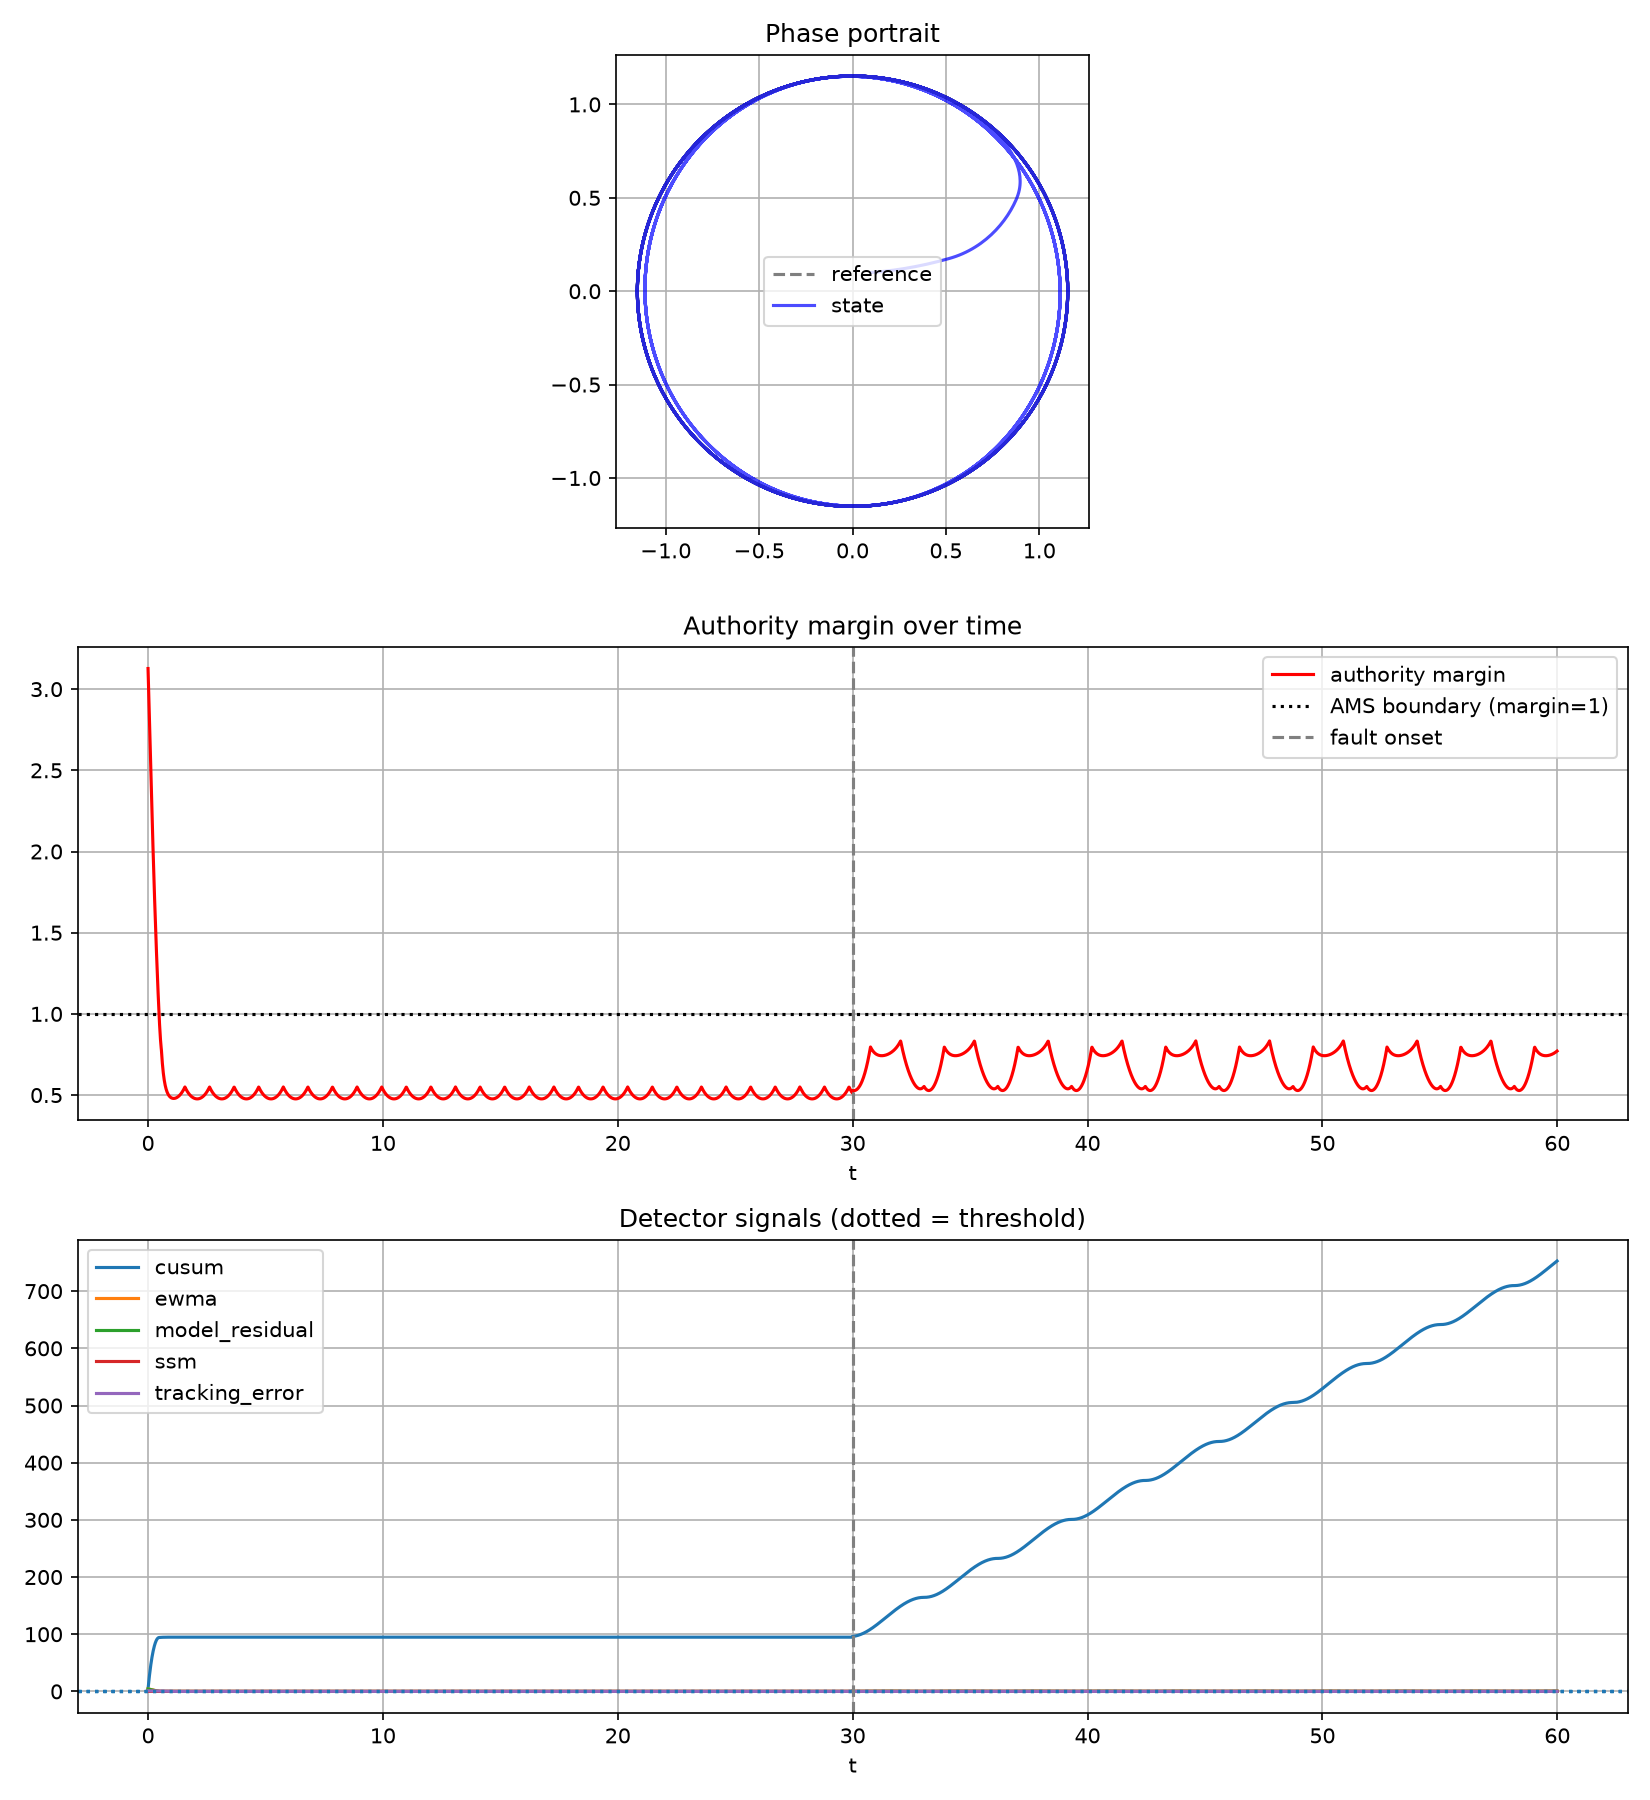 Phase portrait
1.0
0.5
0.0
−0.5
−1.0
reference
state
−1.0 −0.5 0.0 0.5 1.0
Authority margin over time
3.0
2.5
2.0
1.5
1.0
0.5
authority margin
AMS boundary (margin=1)
fault onset
0 10 20 30 40 50 60
t
Detector signals (dotted = threshold)
700
600
500
400
300
200
100
0
cusum
ewma
model_residual
ssm
tracking_error
0 10 20 30 40 50 60
t